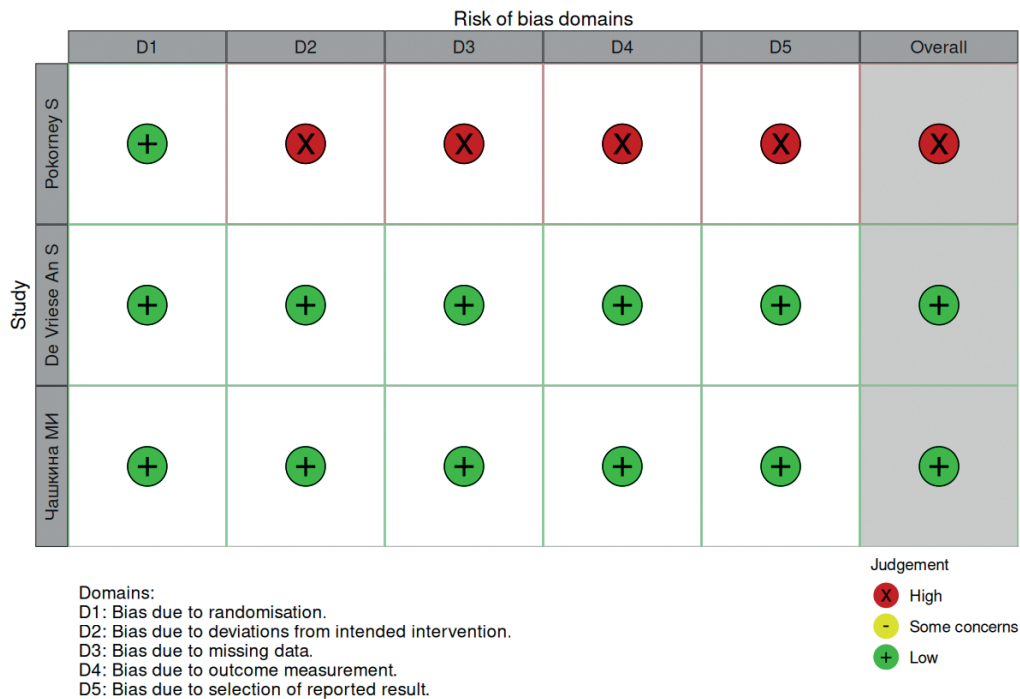 Risk of bias domains
D1 D2 D3 D4 D5 Overall
Study
Pokorney S
+ X X X X X
De Vriese An S
+ + + + + +
Чашкина МИ
+ + + + + +
Domains:
D1: Bias due to randomisation.
D2: Bias due to deviations from intended intervention.
D3: Bias due to missing data.
D4: Bias due to outcome measurement.
D5: Bias due to selection of reported result.
Judgement
X High
- Some concerns
+ Low